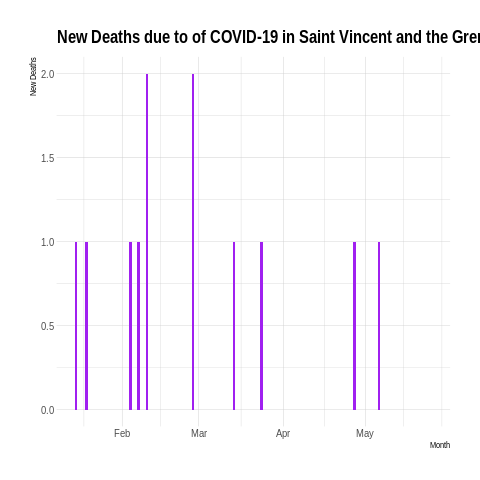 New Deaths due to of COVID-19 in Saint Vincent and the Gre
New Deaths
2.0
1.5
1.0
0.5
0.0
Feb Mar Apr May
Month